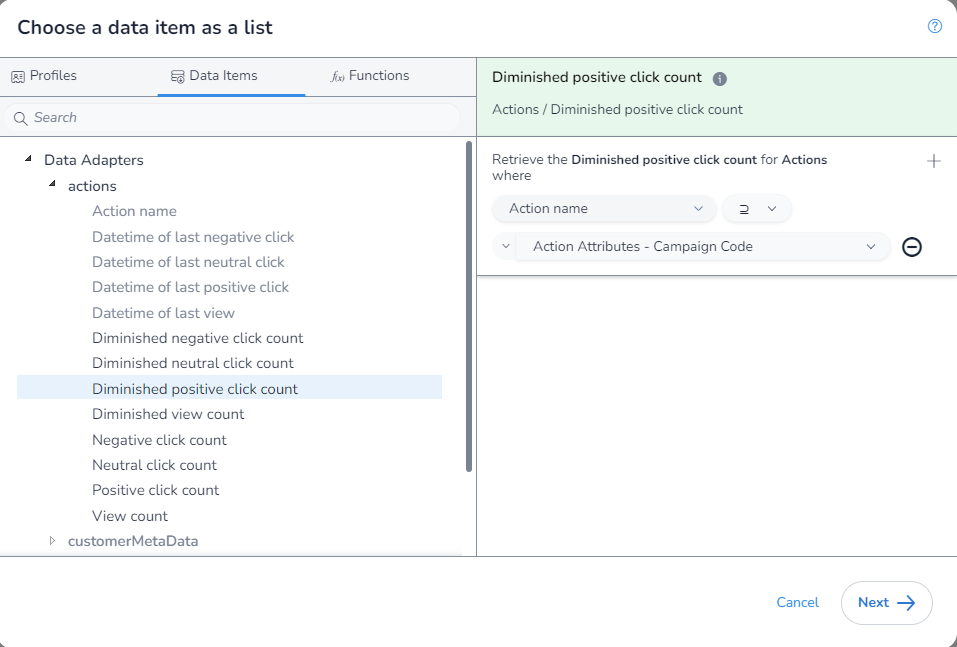 Choose a data item as a list
Profiles
Data Items
f(x) Functions
Search
Data Adapters
actions
Action name
Datetime of last negative click
Datetime of last neutral click
Datetime of last positive click
Datetime of last view
Diminished negative click count
Diminished neutral click count
Diminished positive click count
Diminished view count
Negative click count
Neutral click count
Positive click count
View count
customerMetaData
Diminished positive click count
Actions / Diminished positive click count
Retrieve the Diminished positive click count for Actions
where
Action name
⊇
Action Attributes - Campaign Code
Cancel
Next